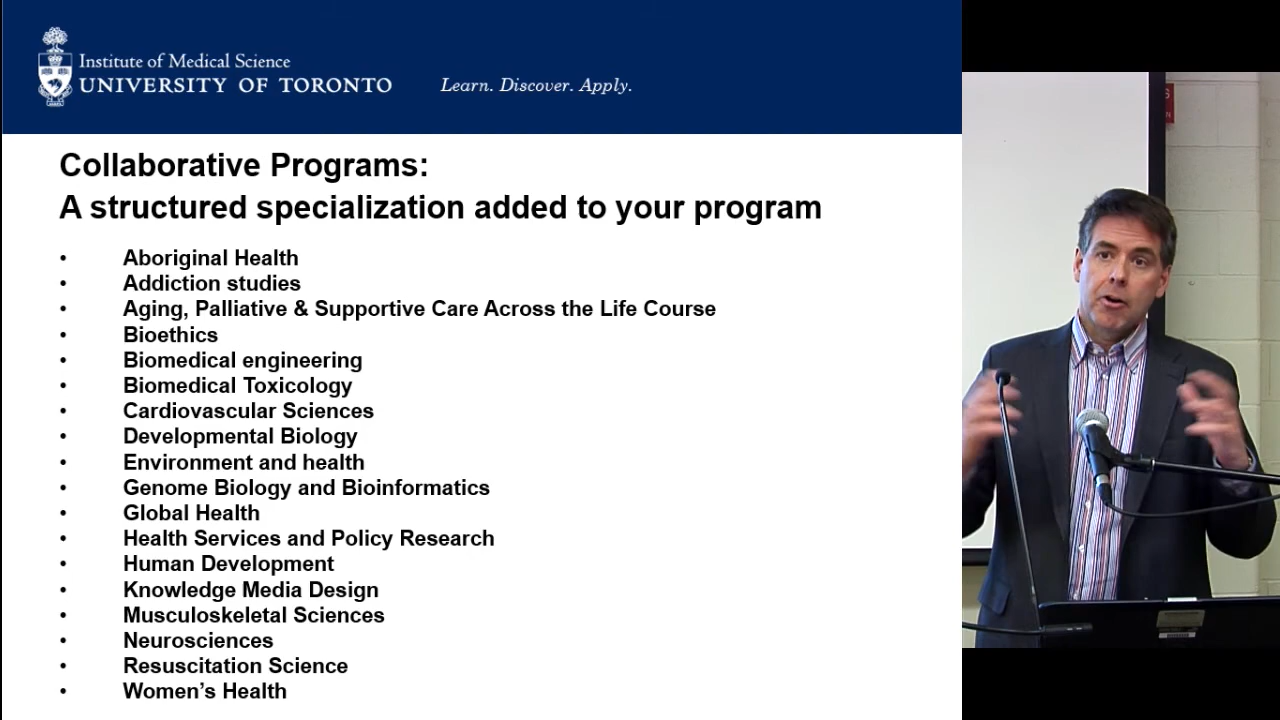 Institute of Medical Science
UNIVERSITY OF TORONTO
Learn. Discover. Apply.
Collaborative Programs:
A structured specialization added to your program
• Aboriginal Health
• Addiction studies
• Aging, Palliative & Supportive Care Across the Life Course
• Bioethics
• Biomedical engineering
• Biomedical Toxicology
• Cardiovascular Sciences
• Developmental Biology
• Environment and health
• Genome Biology and Bioinformatics
• Global Health
• Health Services and Policy Research
• Human Development
• Knowledge Media Design
• Musculoskeletal Sciences
• Neurosciences
• Resuscitation Science
• Women’s Health